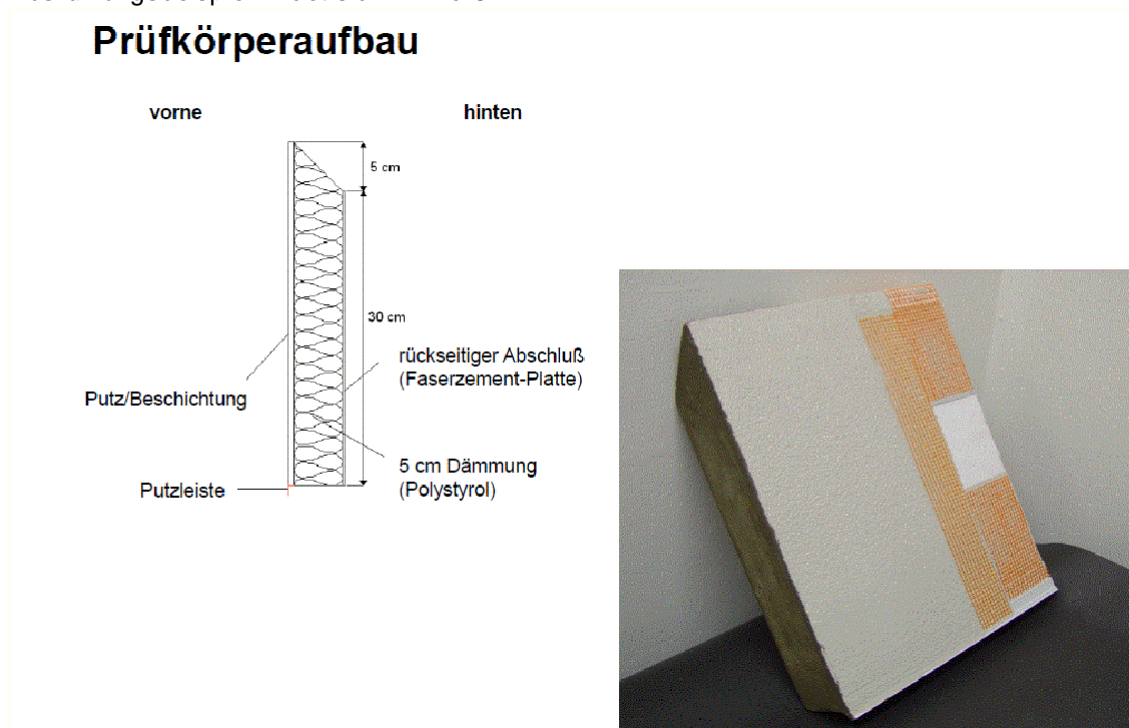 Prüfkörperaufbau
vorne
hinten
5 cm
30 cm
rückseitiger Abschluß
(Faserzement-Platte)
Putz/Beschichtung
5 cm Dämmung
(Polystyrol)
Putzleiste